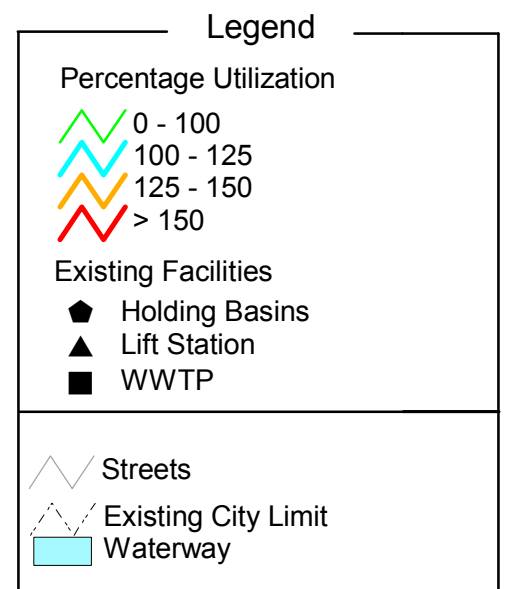 Legend
Percentage Utilization
0 - 100
100 - 125
125 - 150
> 150
Existing Facilities
Holding Basins
Lift Station
WWTP
Streets
Existing City Limit
Waterway